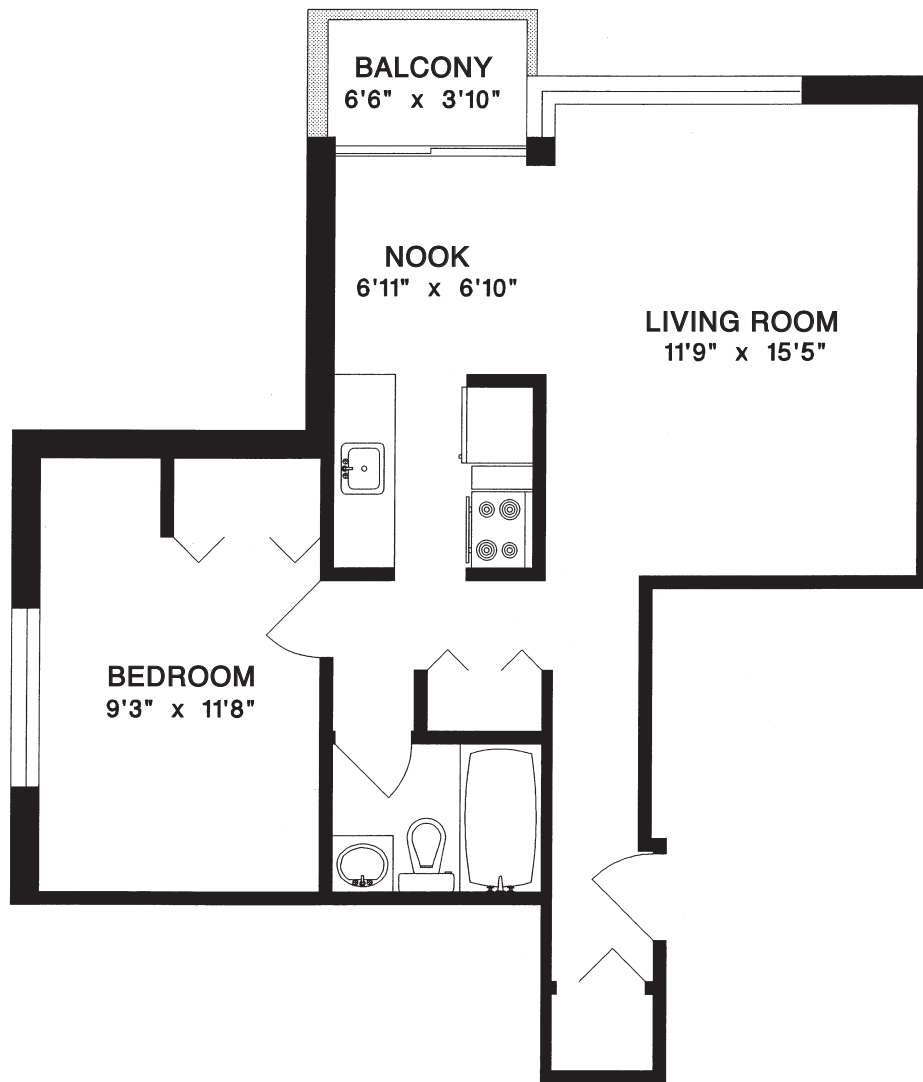 BALCONY
6'6" x 3'10"
NOOK
6'11" x 6'10"
LIVING ROOM
11'9" x 15'5"
BEDROOM
9'3" x 11'8"